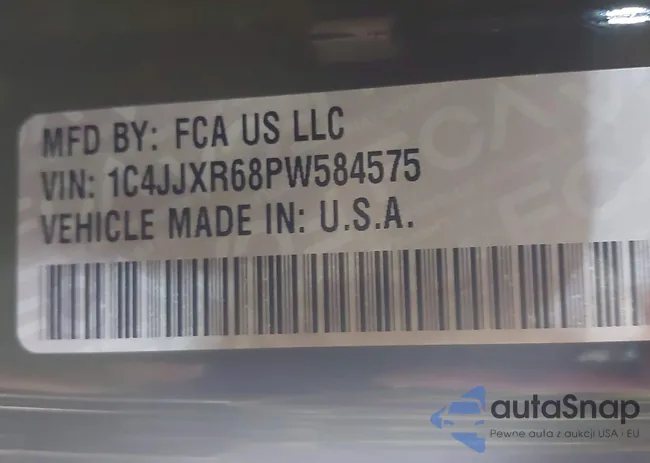 MFD BY: FCA US LLC
VIN: 1C4JJXR68PW584575
VEHICLE MADE IN: U.S.A.
autaSnap
Pewne auta z aukcji USA i EU